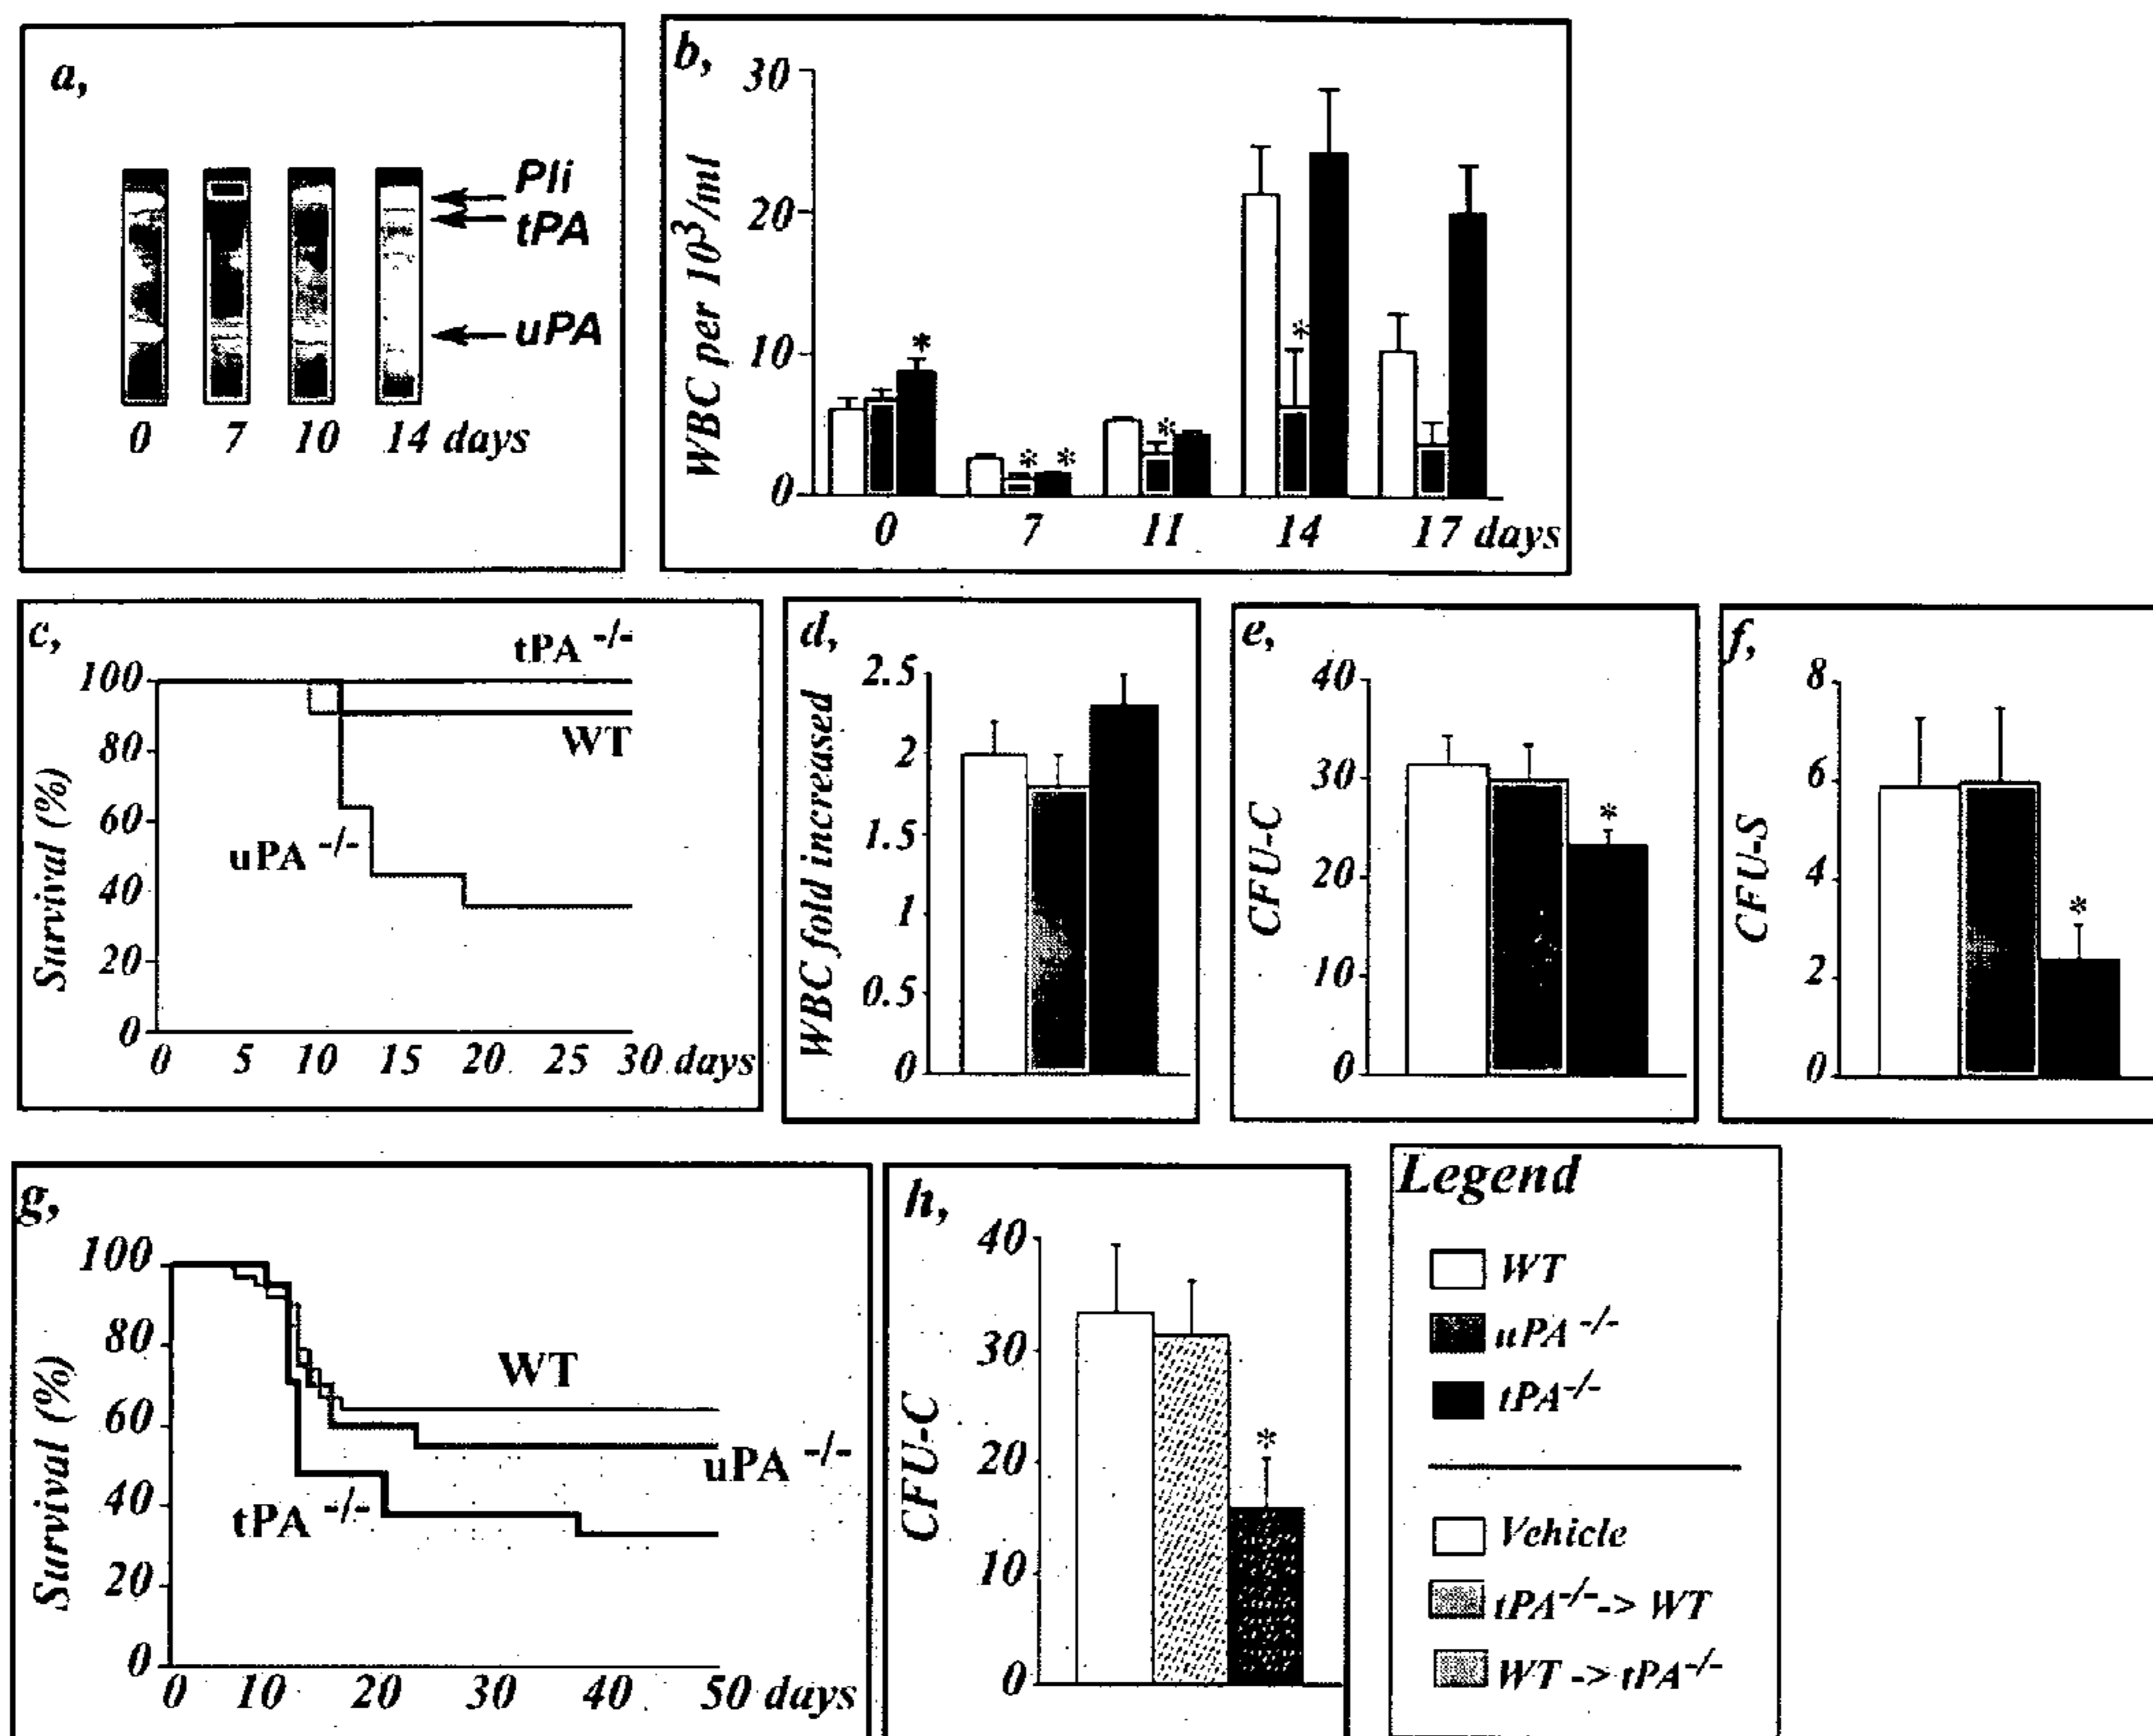 a,
Pli
tPA
uPA
0 7 10 14 days
b,
WBC per 10³/ml
30
20
10
0
* * * * *
0 7 11 14 17 days
c,
Survival (%)
100
80
60
40
20
0
tPA -/-
WT
uPA -/-
0 5 10 15 20 25 30 days
d,
WBC fold increased
2.5
2
1.5
1
0.5
0
e,
CFU-C
40
30
20
10
0
*
f,
CFU-S
8
6
4
2
0
*
g,
Survival (%)
100
80
60
40
20
0
WT
uPA -/-
tPA -/-
0 10 20 30 40 50 days
h,
CFU-C
40
30
20
10
0
*
Legend
WT
uPA -/-
tPA -/-
Vehicle
tPA -/- -> WT
WT -> tPA -/-